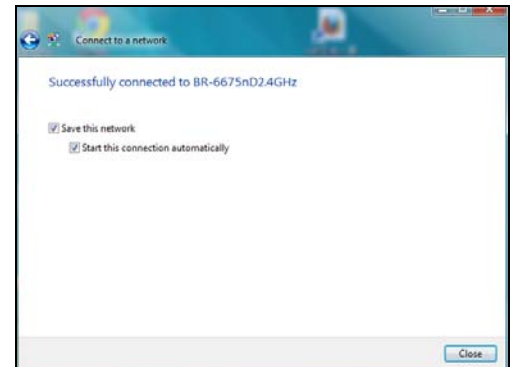 Connect to a network
Successfully connected to BR-6675nD2.4GHz
Save this network
Start this connection automatically
Close